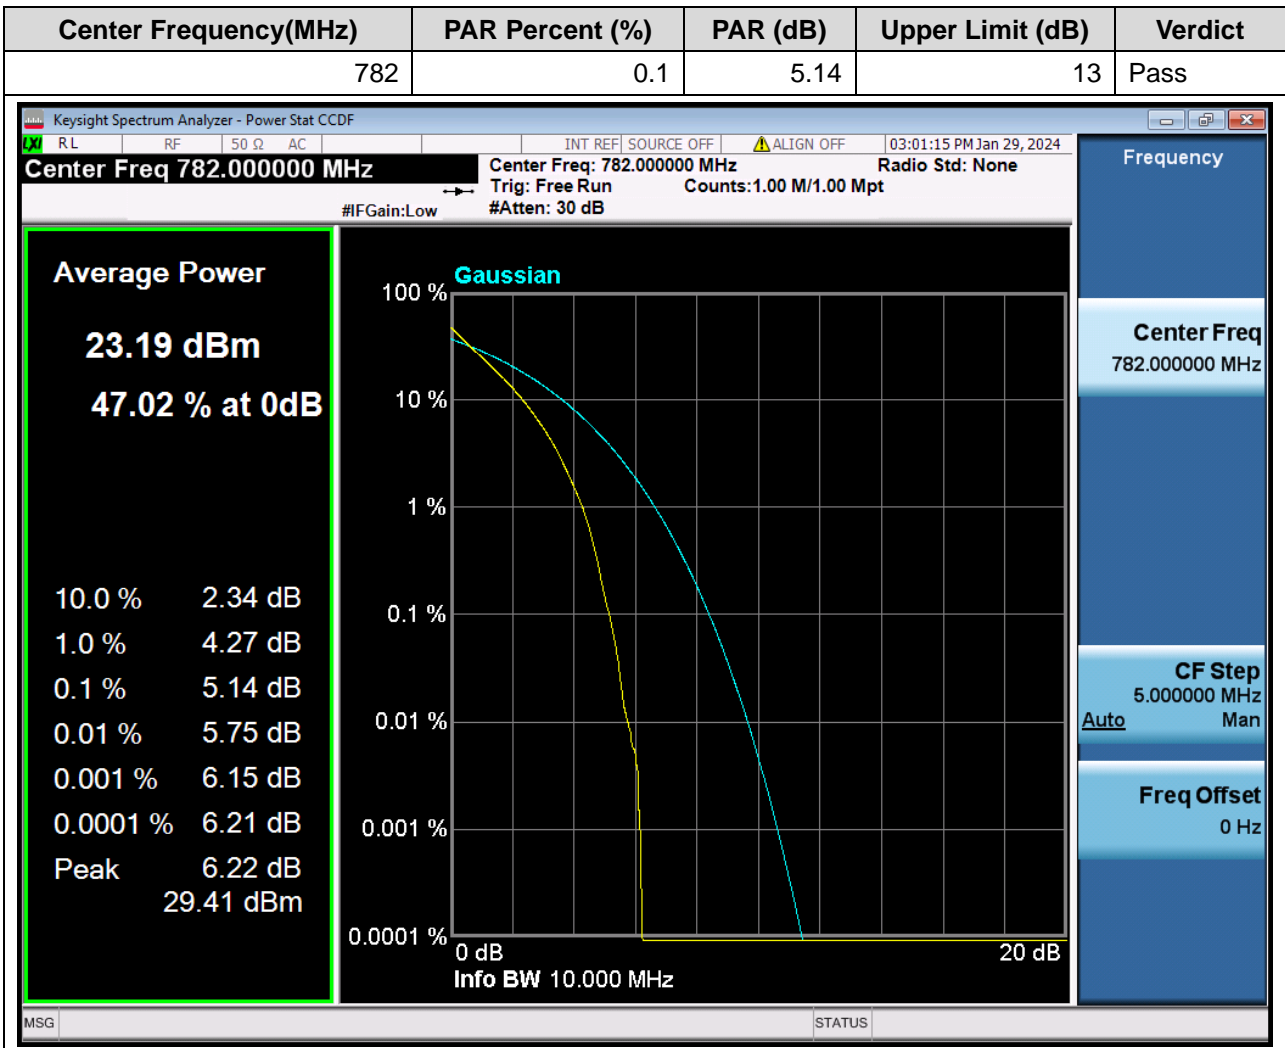 Center Frequency(MHz) PAR Percent (%) PAR (dB) Upper Limit (dB) Verdict
782 0.1 5.14 13 Pass
Keysight Spectrum Analyzer - Power Stat CCDF
LXI RL RF 50 Ω AC INT REF SOURCE OFF ALIGN OFF 03:01:15 PM Jan 29, 2024
Center Freq 782.000000 MHz Center Freq: 782.000000 MHz Radio Std: None
Trig: Free Run Counts:1.00 M/1.00 Mpt
#IFGain:Low #Atten: 30 dB
Frequency
Average Power
23.19 dBm
47.02 % at 0dB
10.0 % 2.34 dB
1.0 % 4.27 dB
0.1 % 5.14 dB
0.01 % 5.75 dB
0.001 % 6.15 dB
0.0001 % 6.21 dB
Peak 6.22 dB
29.41 dBm
Gaussian
100 %
10 %
1 %
0.1 %
0.01 %
0.001 %
0.0001 %
0 dB 20 dB
Info BW 10.000 MHz
Center Freq
782.000000 MHz
CF Step
5.000000 MHz
Auto Man
Freq Offset
0 Hz
MSG STATUS